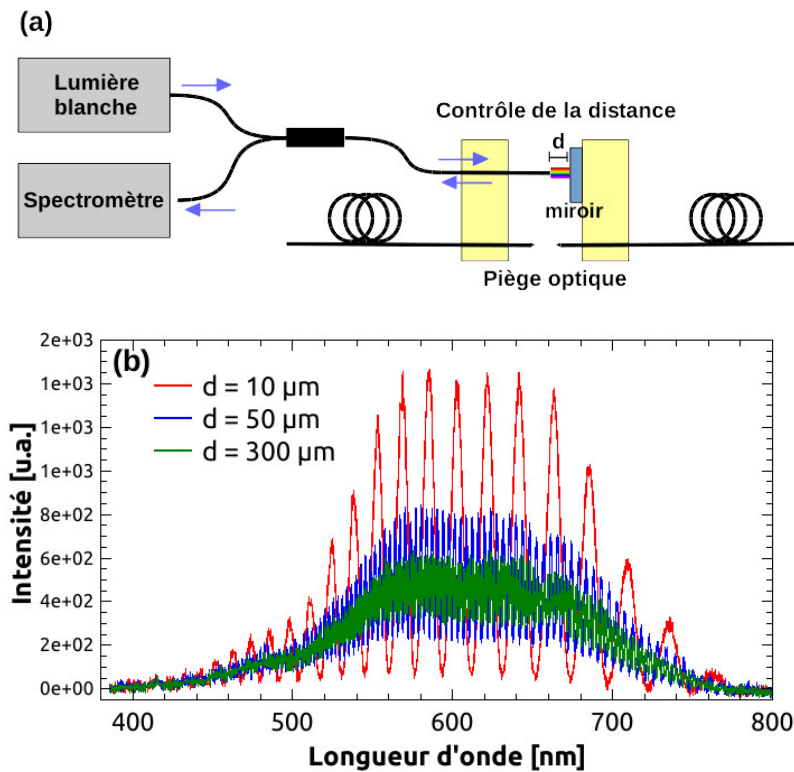 (a)
Lumière
blanche
Spectromètre
Contrôle de la distance
d
miroir
Piège optique
(b)
d = 10 µm
d = 50 µm
d = 300 µm
2e+03
1e+03
1e+03
1e+03
8e+02
6e+02
4e+02
2e+02
0e+00
Intensité [u.a.]
400 500 600 700 800
Longueur d'onde [nm]